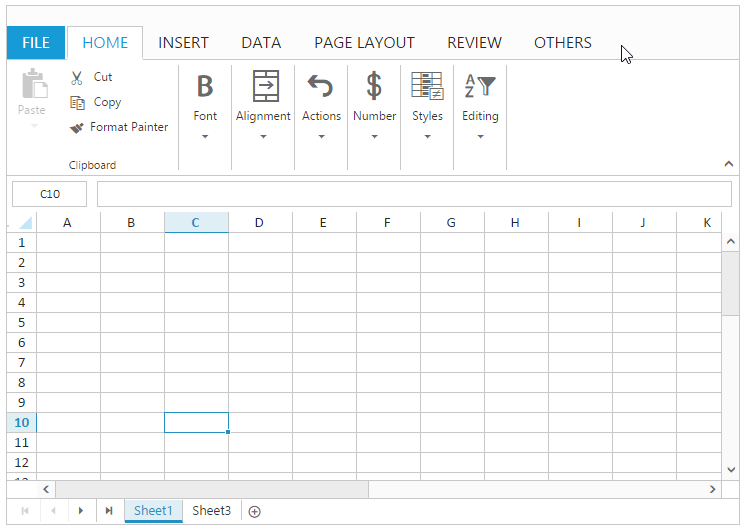 FILE HOME INSERT DATA PAGE LAYOUT REVIEW OTHERS
Paste
Cut
Copy
Format Painter
Clipboard
B
Font
Alignment
Actions
$
Number
Styles
A
Z
Editing
C10
A B C D E F G H I J K
1
2
3
4
5
6
7
8
9
10
11
12
Sheet1 Sheet3